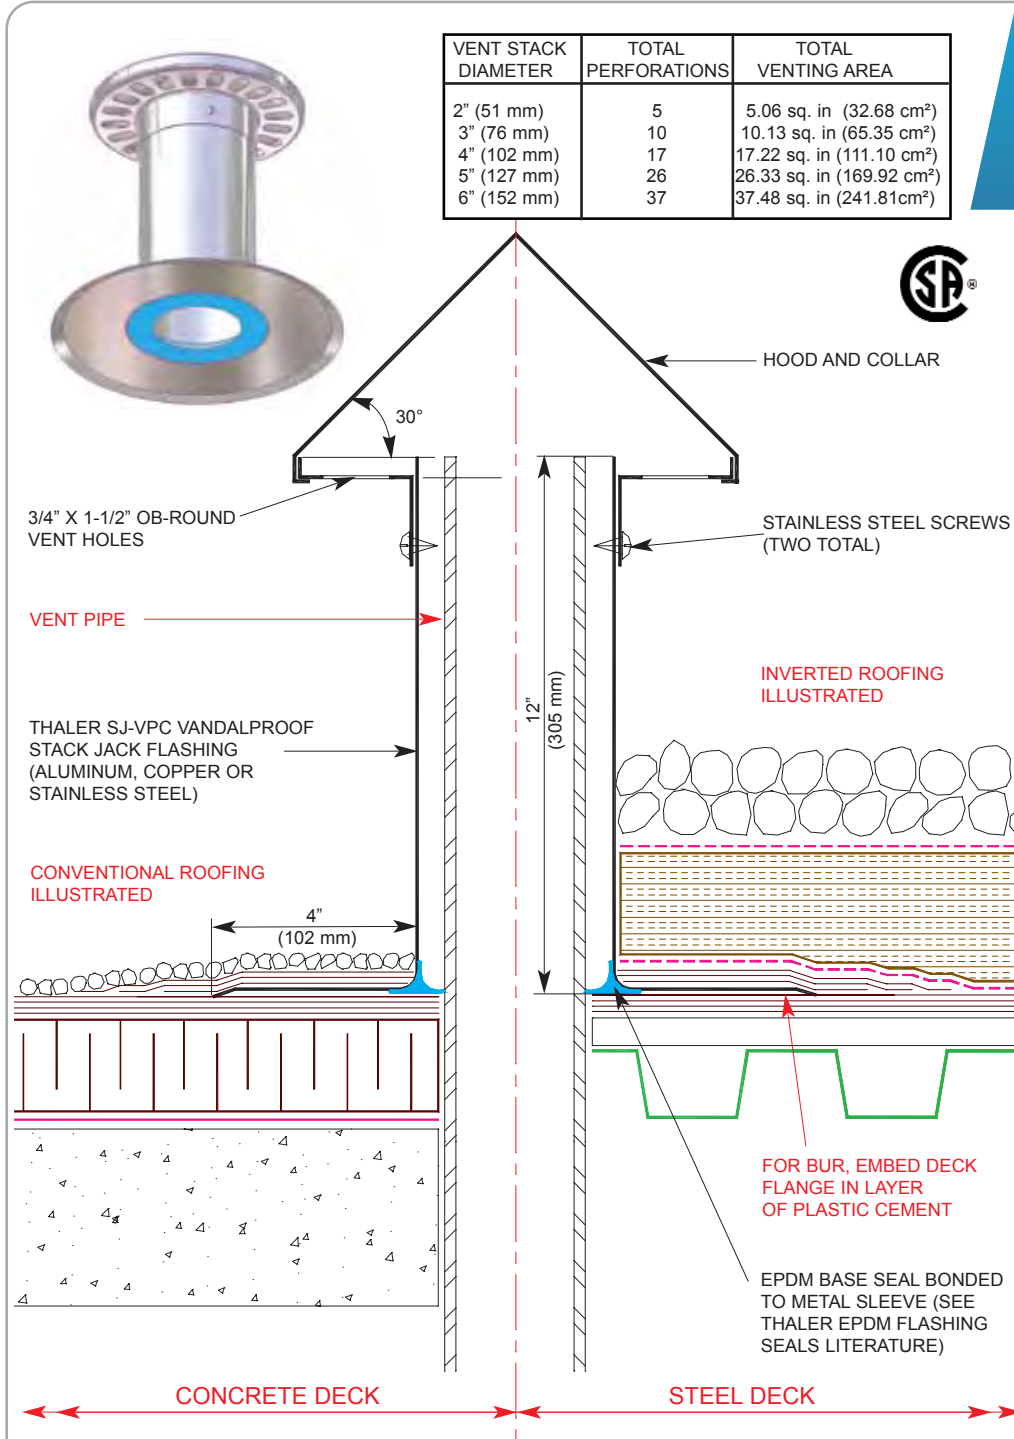 VENT STACK DIAMETER TOTAL PERFORATIONS TOTAL VENTING AREA
2” (51 mm) 5 5.06 sq. in (32.68 cm²)
3” (76 mm) 10 10.13 sq. in (65.35 cm²)
4” (102 mm) 17 17.22 sq. in (111.10 cm²)
5” (127 mm) 26 26.33 sq. in (169.92 cm²)
6” (152 mm) 37 37.48 sq. in (241.81cm²)
CSA ®
HOOD AND COLLAR
30°
3/4” X 1-1/2” OB-ROUND
VENT HOLES
STAINLESS STEEL SCREWS
(TWO TOTAL)
VENT PIPE
INVERTED ROOFING
ILLUSTRATED
12”
(305 mm)
THALER SJ-VPC VANDALPROOF
STACK JACK FLASHING
(ALUMINUM, COPPER OR
STAINLESS STEEL)
CONVENTIONAL ROOFING
ILLUSTRATED
4”
(102 mm)
FOR BUR, EMBED DECK
FLANGE IN LAYER
OF PLASTIC CEMENT
EPDM BASE SEAL BONDED
TO METAL SLEEVE (SEE
THALER EPDM FLASHING
SEALS LITERATURE)
CONCRETE DECK
STEEL DECK